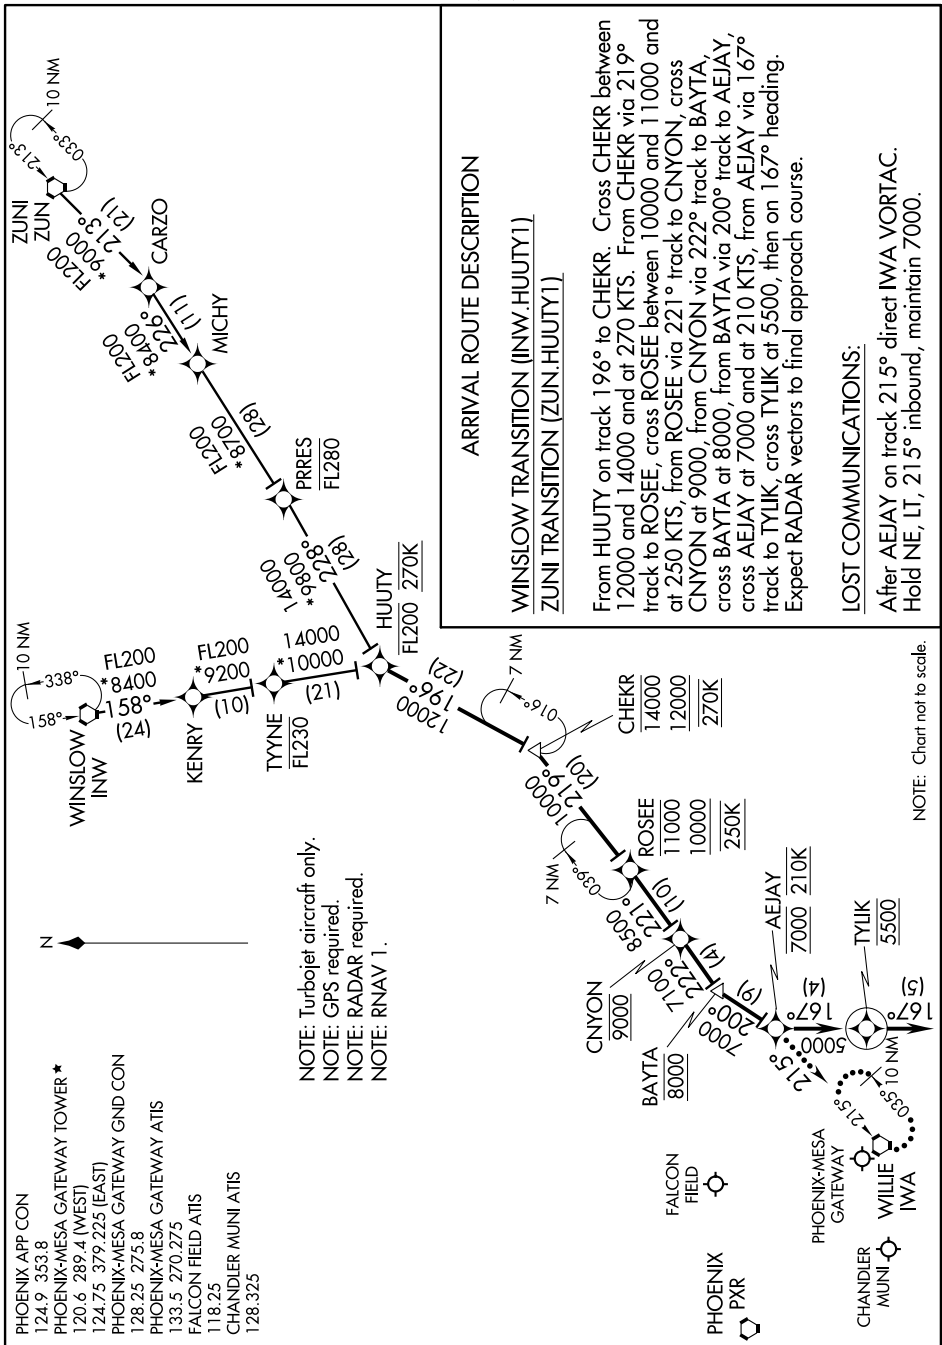 PHOENIX APP CON
124.9 353.8
PHOENIX-MESA GATEWAY TOWER★
120.6 289.4 (WEST)
124.75 379.225 (EAST)
PHOENIX-MESA GATEWAY GND CON
128.25 275.8
PHOENIX-MESA GATEWAY ATIS
133.5 270.275
FALCON FIELD ATIS
118.25
CHANDLER MUNI ATIS
128.325
N
NOTE: Turbojet aircraft only.
NOTE: GPS required.
NOTE: RADAR required.
NOTE: RNAV 1.
WINSLOW
INW
158°
338°
10 NM
FL200
*8400
158°
(24)
KENRY
FL200
*9200
(10)
TYYNE
FL230
14000
*10000
(21)
ZUNI
ZUN
213°
033°
10 NM
FL200
*9000
213°
(21)
CARZO
FL200
*8400
226°
(11)
MICHY
FL200
*8700
(28)
PRRES
FL280
14000
*9800
228°
(28)
HUUTY
FL200 270K
12000
196°
(22)
7 NM
016°
CHEKR
14000
12000
270K
10000
219°
(20)
7 NM
039°
ROSEE
11000
10000
250K
8500
221°
(10)
CNYON
9000
7100
222°
(4)
BAYTA
8000
7000
200°
(9)
AEJAY
7000 210K
167°
(4)
5000
TYLIK
5500
167°
(5)
215°
10 NM
215°
035°
FALCON
FIELD
PHOENIX
PXR
PHOENIX-MESA
GATEWAY
WILLIE
IWA
CHANDLER
MUNI
NOTE: Chart not to scale.
ARRIVAL ROUTE DESCRIPTION
WINSLOW TRANSITION (INW.HUUTY1)
ZUNI TRANSITION (ZUN.HUUTY1)
From HUUTY on track 196° to CHEKR. Cross CHEKR between
12000 and 14000 and at 270 KTS. From CHEKR via 219°
track to ROSEE, cross ROSEE between 10000 and 11000 and
at 250 KTS, from ROSEE via 221° track to CNYON, cross
CNYON at 9000, from CNYON via 222° track to BAYTA,
cross BAYTA at 8000, from BAYTA via 200° track to AEJAY,
cross AEJAY at 7000 and at 210 KTS, from AEJAY via 167°
track to TYLIK, cross TYLIK at 5500, then on 167° heading.
Expect RADAR vectors to final approach course.
LOST COMMUNICATIONS:
After AEJAY on track 215° direct IWA VORTAC.
Hold NE, LT, 215° inbound, maintain 7000.